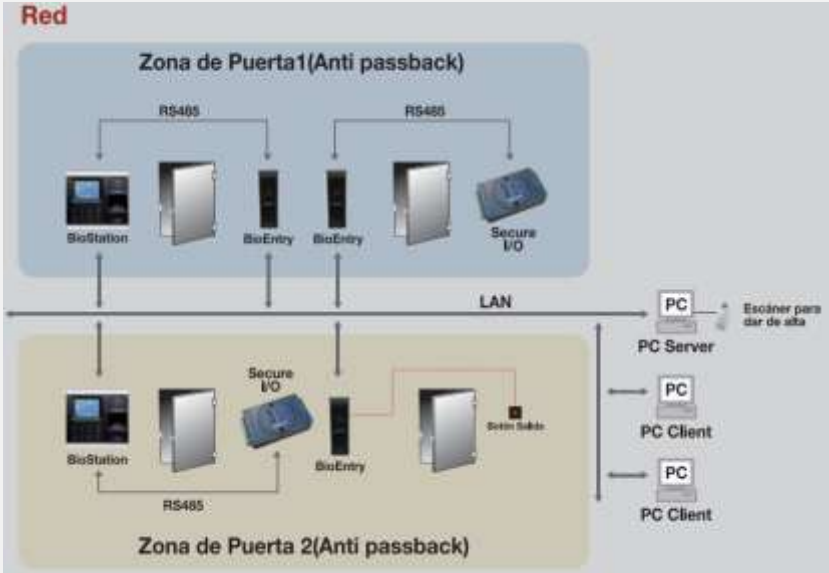 Red
Zona de Puerta1(Anti passback)
RS485
RS485
BioStation
BioEntry
BioEntry
Secure
I/O
LAN
PC
Escáner para
dar de alta
PC Server
Secure
I/O
PC
Botón Salida
BioStation
BioEntry
PC Client
RS485
PC
PC Client
Zona de Puerta 2(Anti passback)